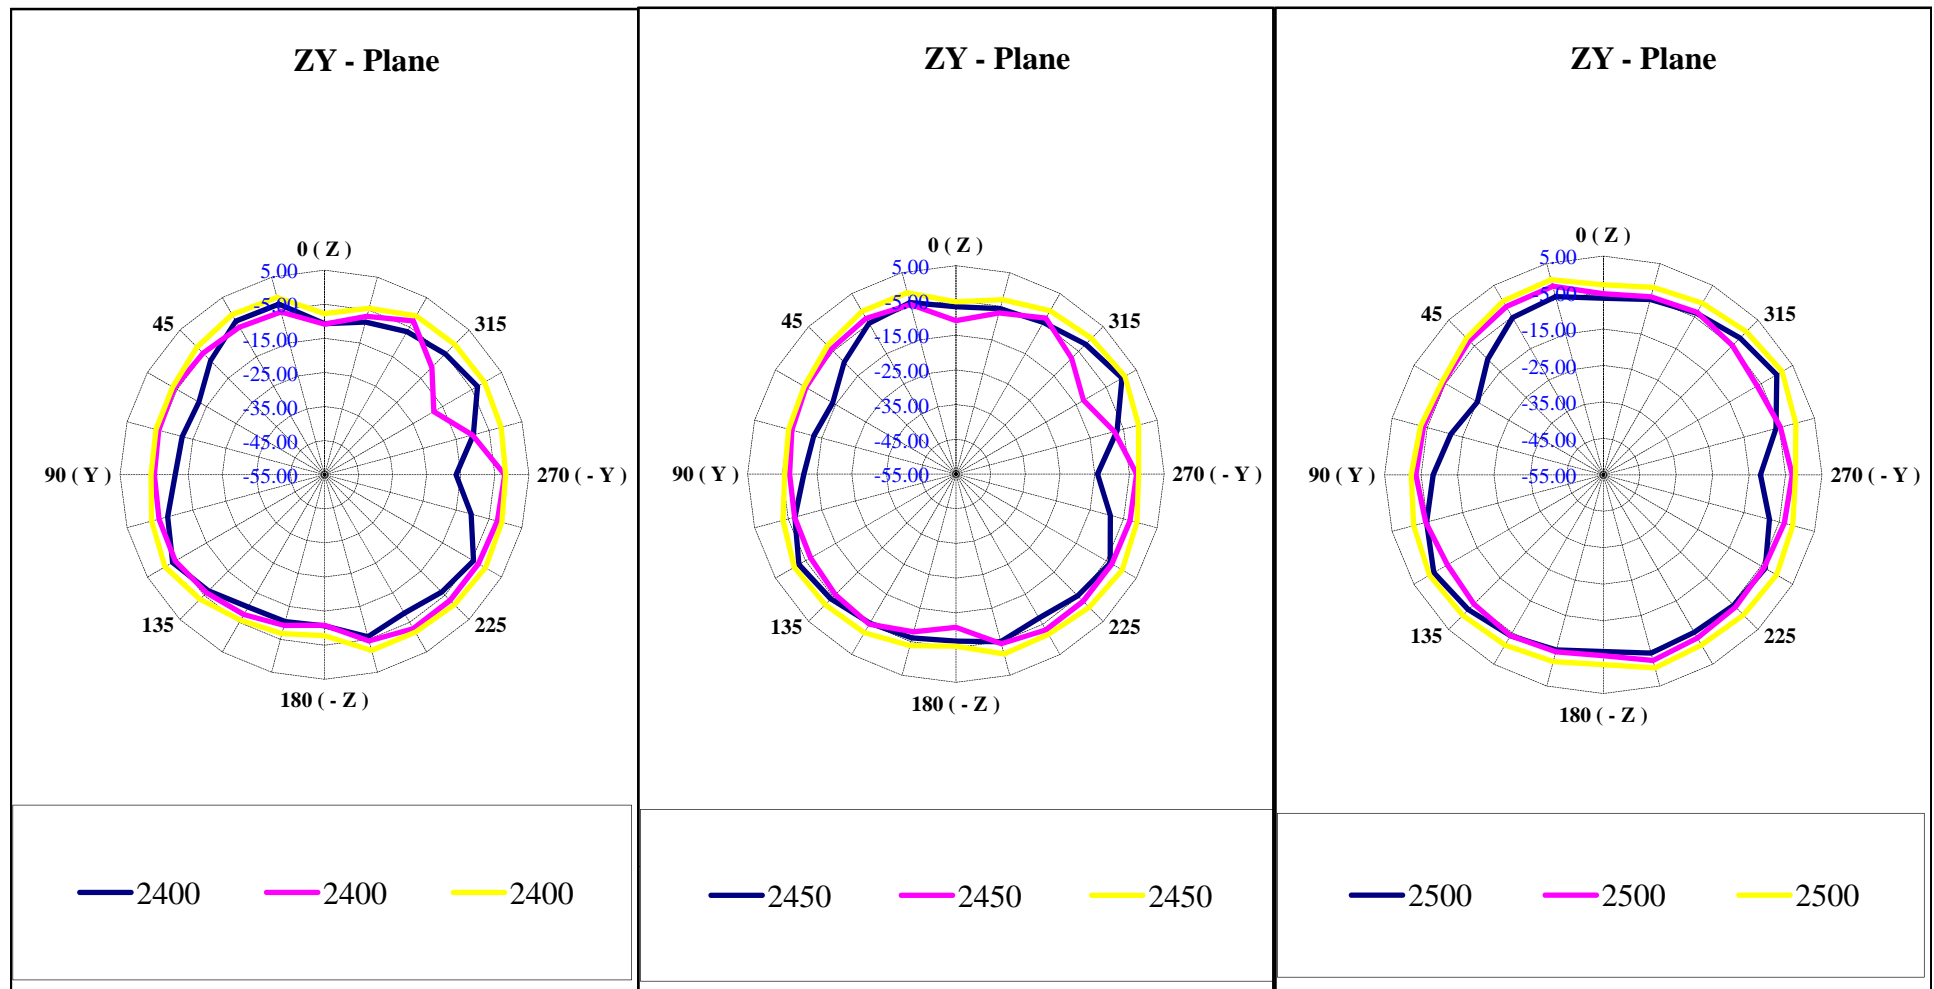 ZY - Plane
0 ( Z )
5.00
-5.00
-15.00
-25.00
-35.00
-45.00
-55.00
45
315
90 ( Y )
270 ( - Y )
135
225
180 ( - Z )
2400 2400 2400
ZY - Plane
0 ( Z )
5.00
-5.00
-15.00
-25.00
-35.00
-45.00
-55.00
45
315
90 ( Y )
270 ( - Y )
135
225
180 ( - Z )
2450 2450 2450
ZY - Plane
0 ( Z )
5.00
-5.00
-15.00
-25.00
-35.00
-45.00
-55.00
45
315
90 ( Y )
270 ( - Y )
135
225
180 ( - Z )
2500 2500 2500